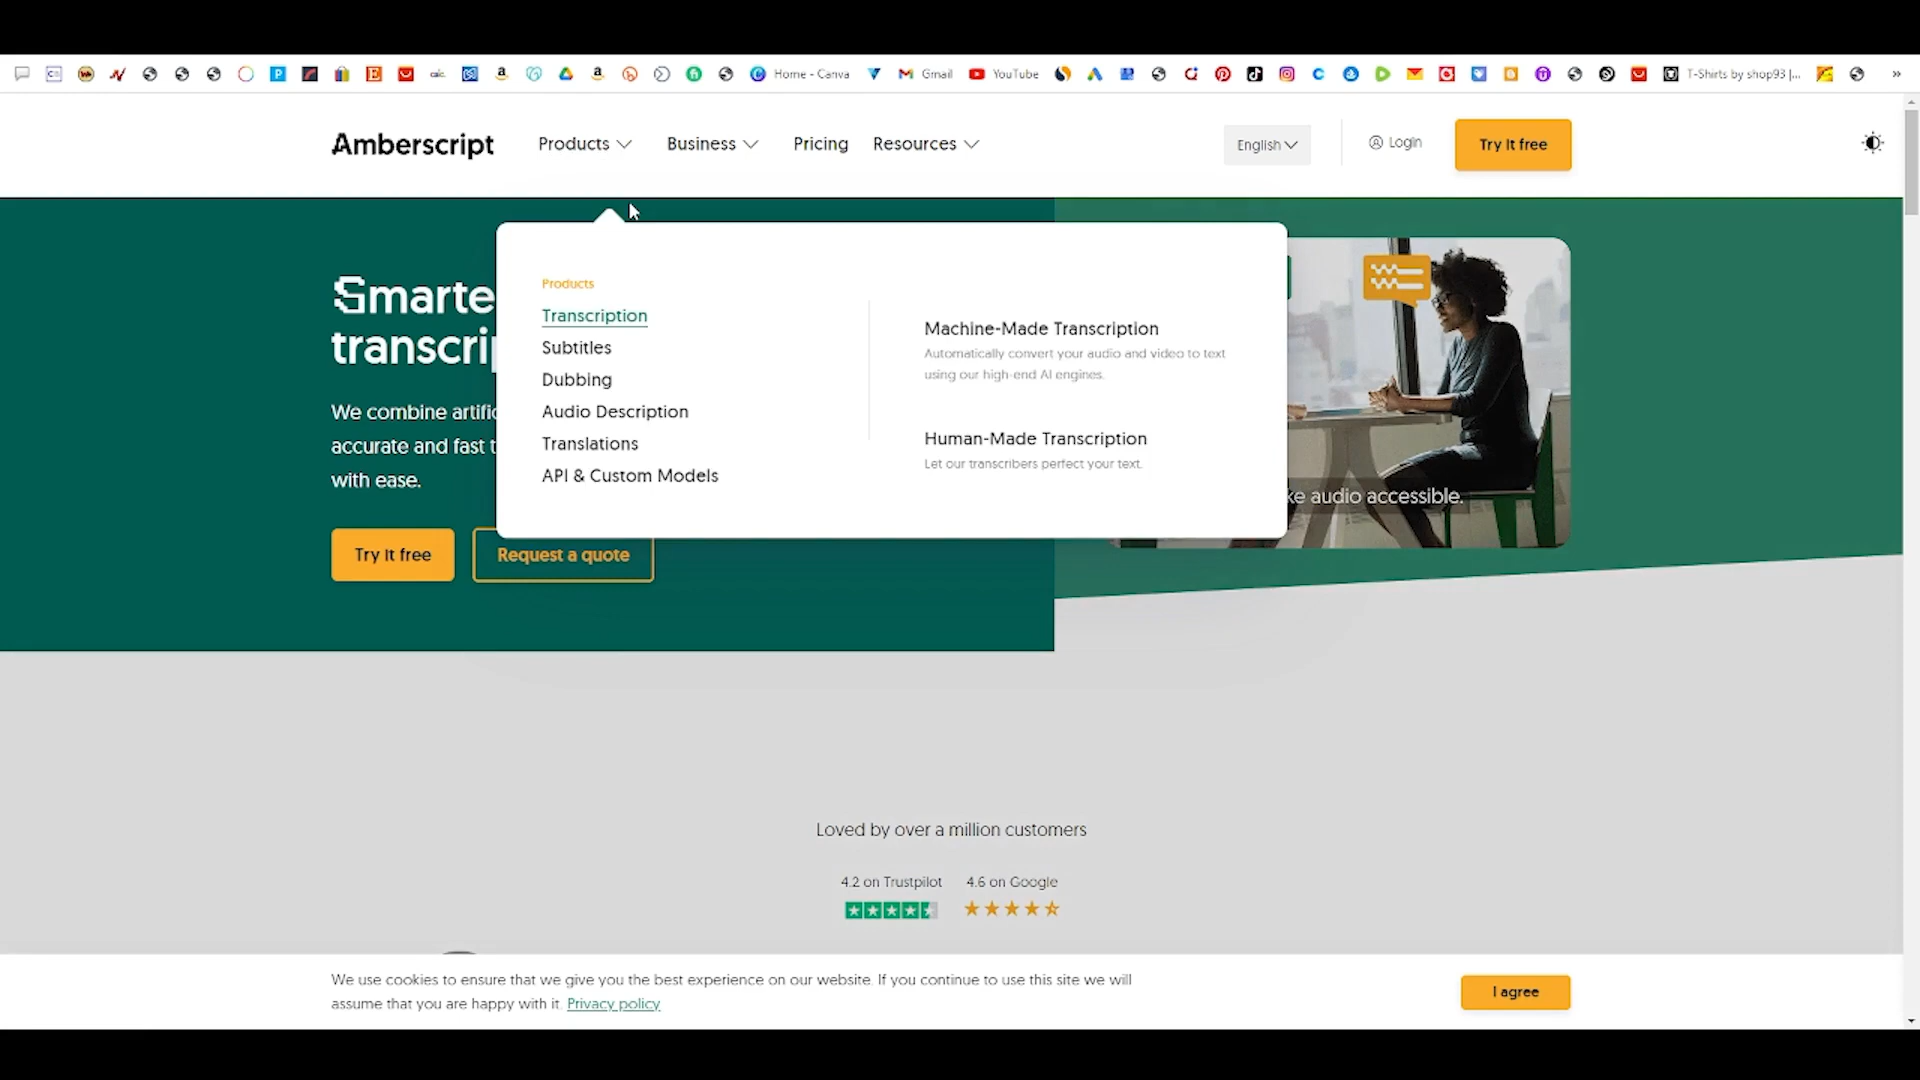 Home - Canva
Gmail
YouTube
T-Shirts by shop93 |...
Amberscript
Products
Business
Pricing
Resources
English
Login
Try it free
Smarte
transcrip
We combine artific
accurate and fast t
with ease.
Try it free
Request a quote
Products
Transcription
Subtitles
Dubbing
Audio Description
Translations
API & Custom Models
Machine-Made Transcription
Automatically convert your audio and video to text
using our high-end AI engines.
Human-Made Transcription
Let our transcribers perfect your text.
ke audio accessible.
Loved by over a million customers
4.2 on Trustpilot
4.6 on Google
We use cookies to ensure that we give you the best experience on our website. If you continue to use this site we will
assume that you are happy with it. Privacy policy
I agree